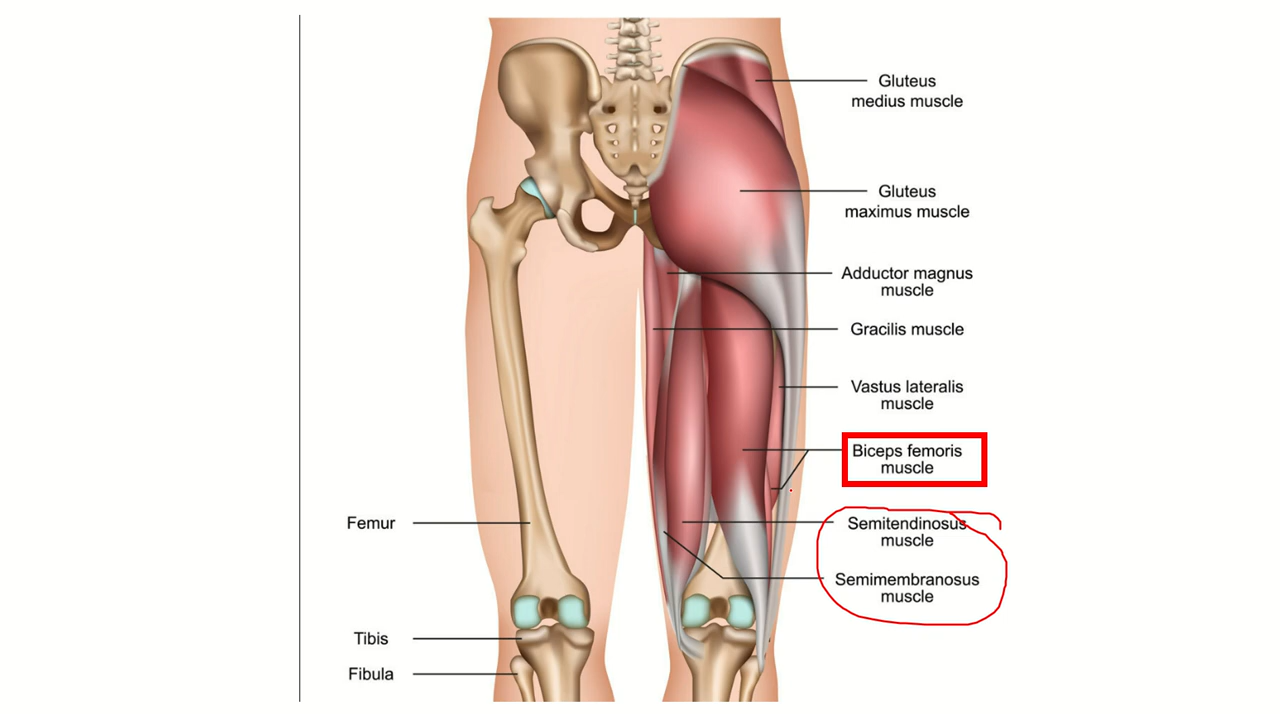 Gluteus
medius muscle
Gluteus
maximus muscle
Adductor magnus
muscle
Gracilis muscle
Vastus lateralis
muscle
Biceps femoris
muscle
Semitendinosus
muscle
Semimembranosus
muscle
Femur
Tibis
Fibula